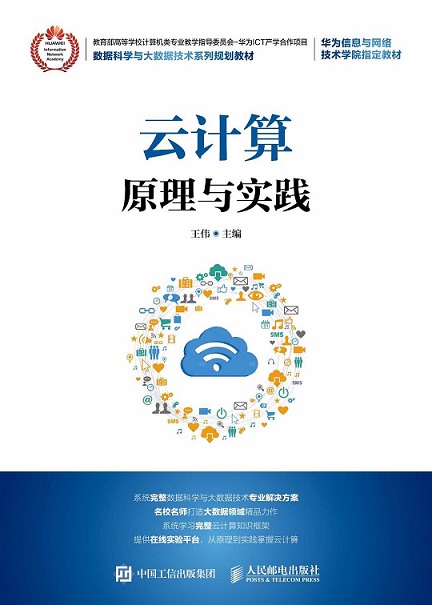 HUAWEI
Information
Network
Academy
教育部高等学校计算机类专业教学指导委员会-华为ICT产学合作项目
数据科学与大数据技术系列规划教材
华为信息与网络
技术学院指定教材
云计算
原理与实践
王伟 主编
SMS
SMS
SMS
系统完整数据科学与大数据技术专业解决方案
名校名师打造大数据领域精品力作
系统学习完整云计算知识框架
提供在线实验平台，从原理到实践掌握云计算
中国工信出版集团
人民邮电出版社
POSTS & TELECOM PRESS